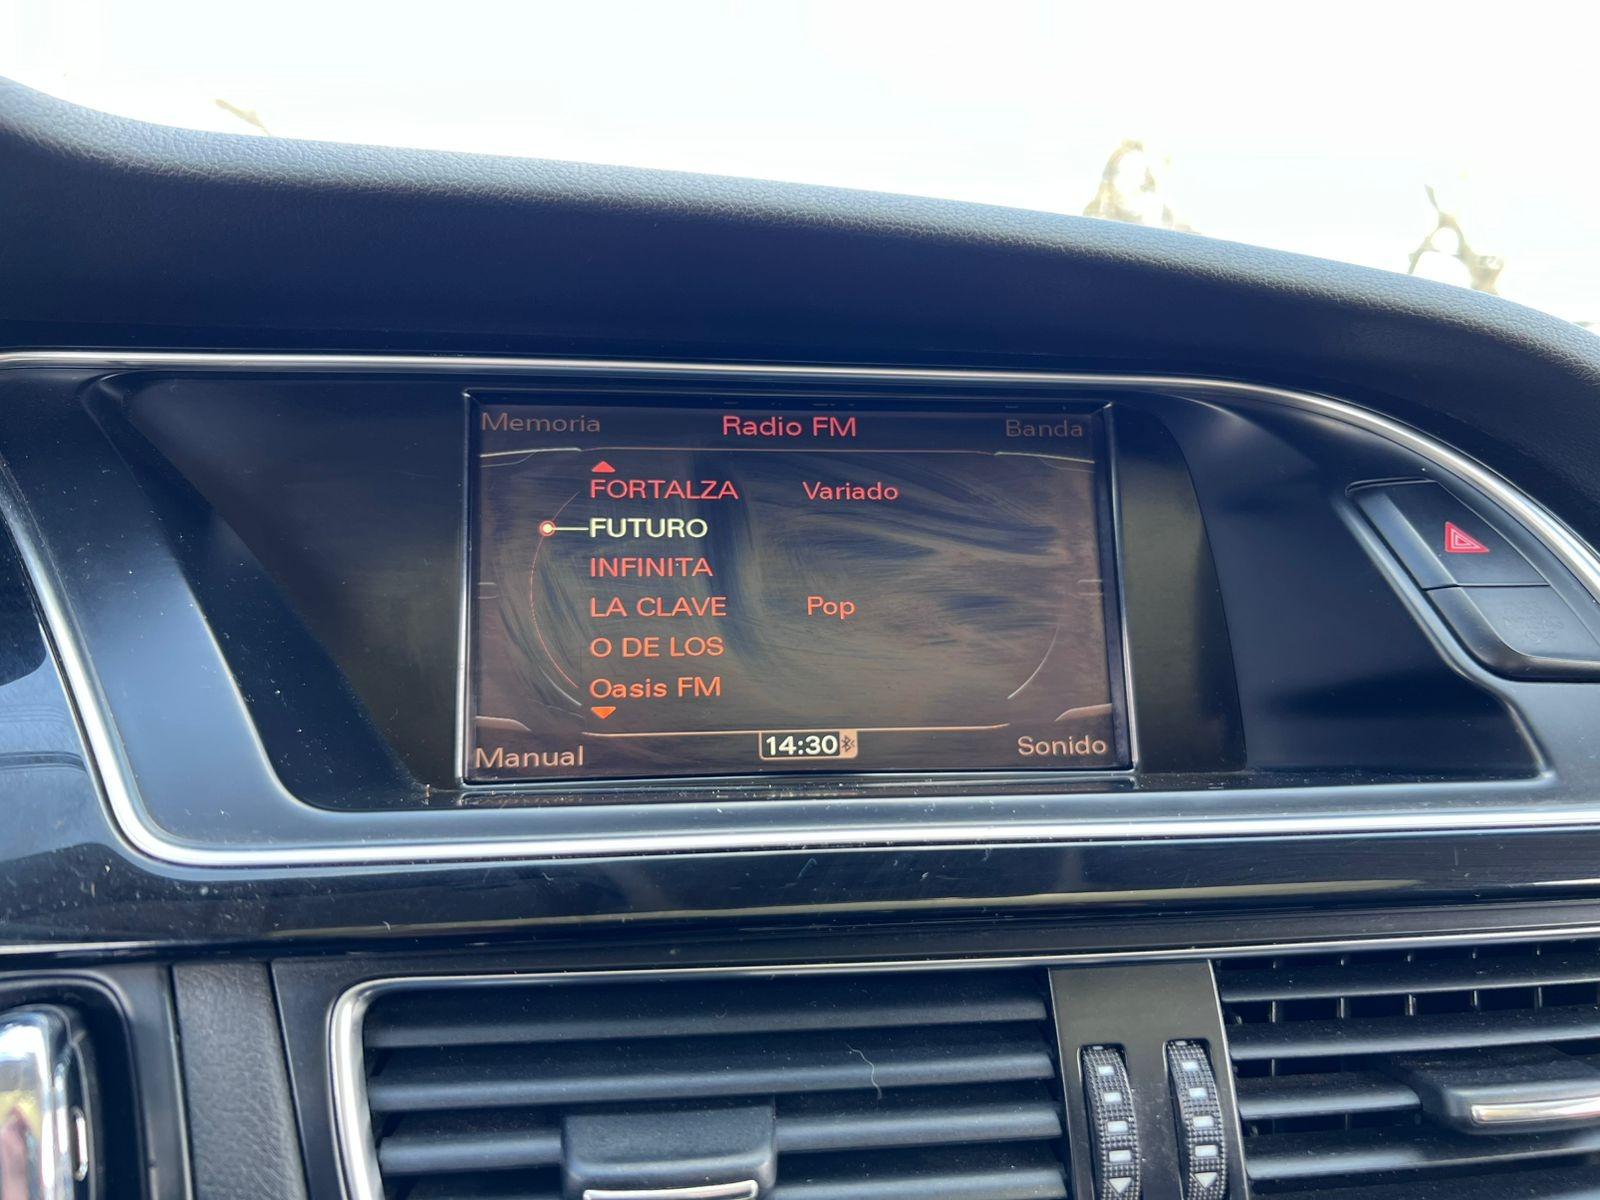 Memoria Radio FM Banda
FORTALZA Variado
FUTURO
INFINITA
LA CLAVE Pop
O DE LOS
Oasis FM
Manual 14:30 Sonido